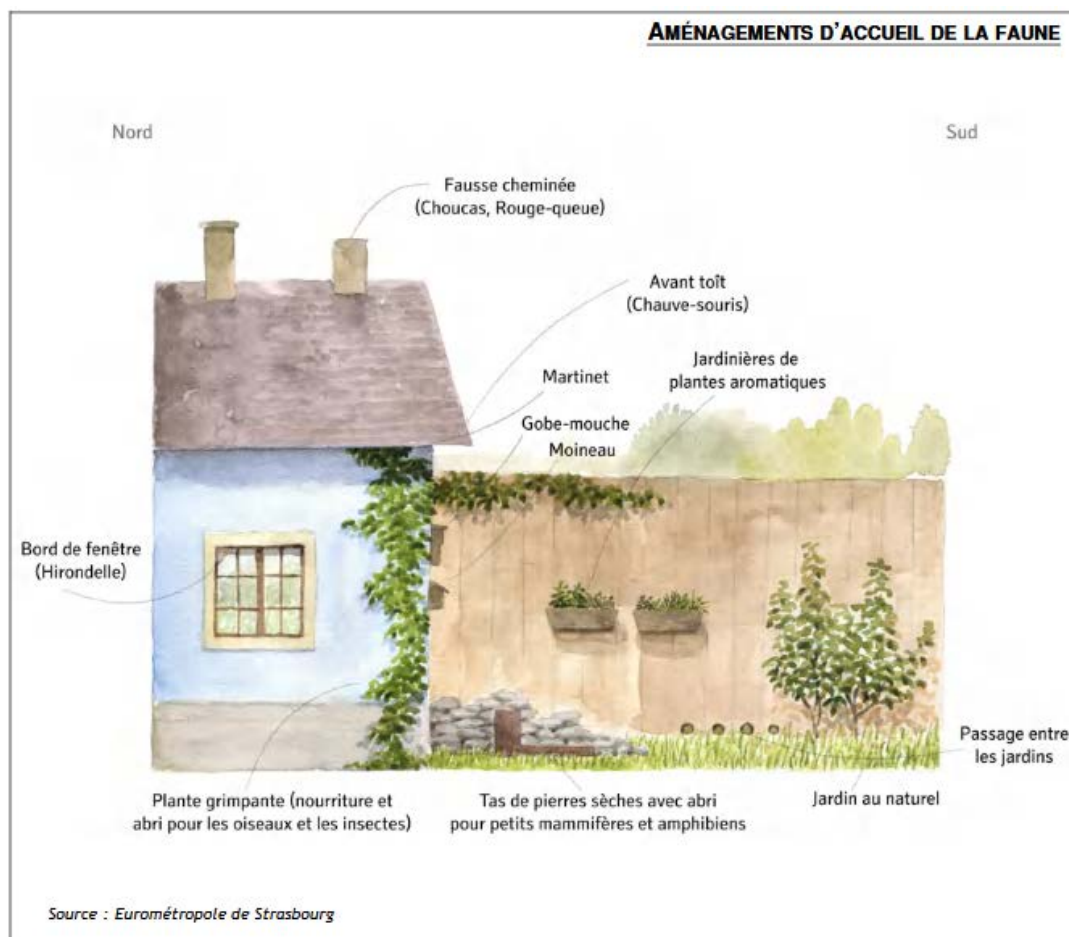 AMÉNAGEMENTS D'ACCUEIL DE LA FAUNE
Nord
Sud
Fausse cheminée
(Choucas, Rouge-queue)
Avant toît
(Chauve-souris)
Jardinières de
plantes aromatiques
Martinet
Gobe-mouche
Moineau
Bord de fenêtre
(Hirondelle)
Passage entre
les jardins
Plante grimpante (nourriture et
abri pour les oiseaux et les insectes)
Tas de pierres sèches avec abri
pour petits mammifères et amphibiens
Jardin au naturel
Source : Eurométropole de Strasbourg